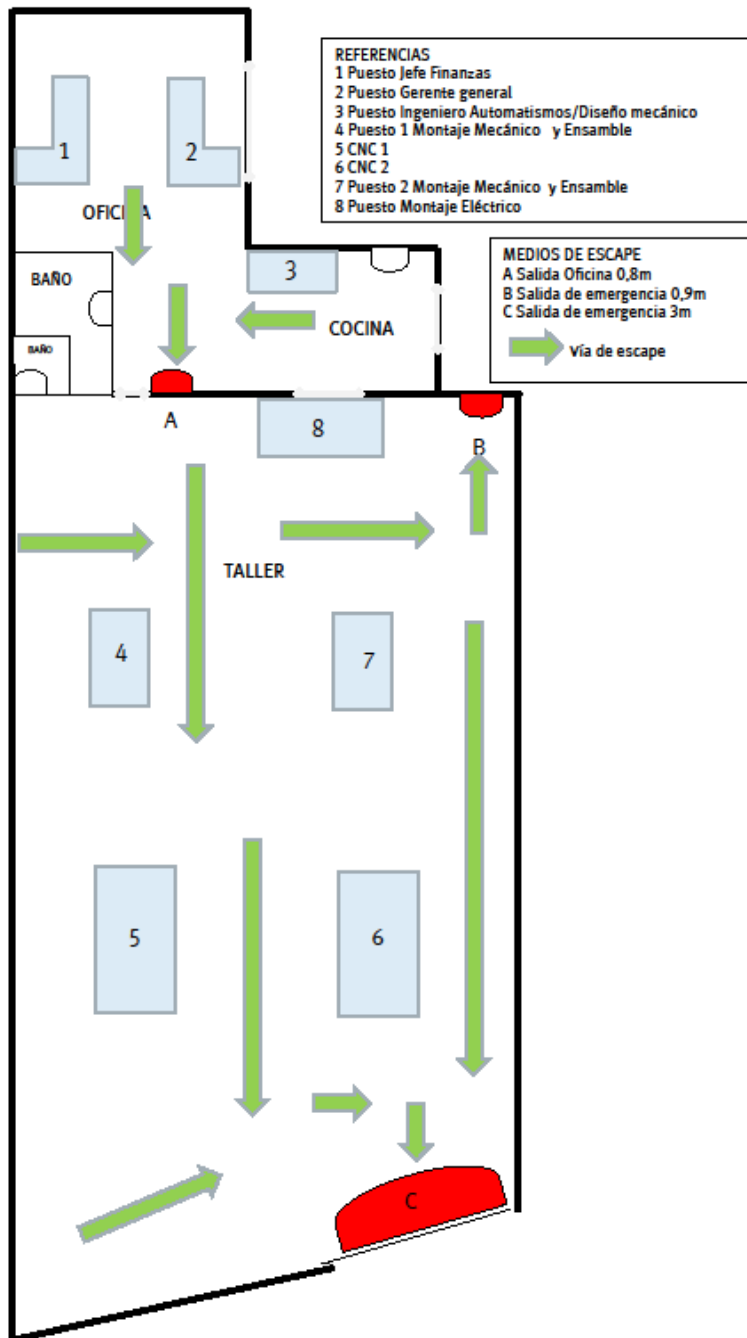 REFERENCIAS
1 Puesto Jefe Finanzas
2 Puesto Gerente general
3 Puesto Ingeniero Automatismos/Diseño mecánico
4 Puesto 1 Montaje Mecánico y Ensamble
5 CNC 1
6 CNC 2
7 Puesto 2 Montaje Mecánico y Ensamble
8 Puesto Montaje Eléctrico
1
2
OFICINA
MEDIOS DE ESCAPE
A Salida Oficina 0,8m
B Salida de emergencia 0,9m
C Salida de emergencia 3m
Vía de escape
BAÑO
3
COCINA
BAÑO
A
8
B
TALLER
4
7
5
6
C